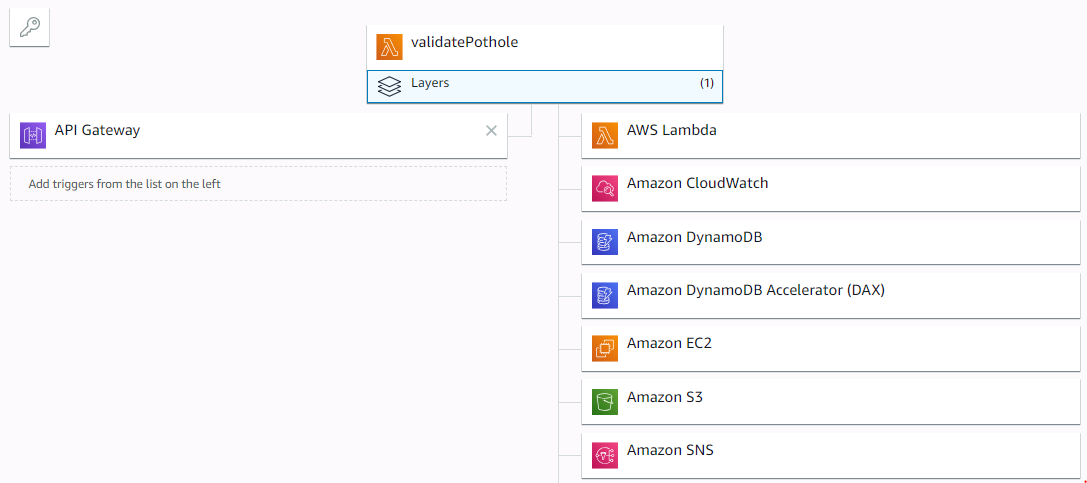 validatePothole
Layers (1)
API Gateway
Add triggers from the list on the left
AWS Lambda
Amazon CloudWatch
Amazon DynamoDB
Amazon DynamoDB Accelerator (DAX)
Amazon EC2
Amazon S3
Amazon SNS